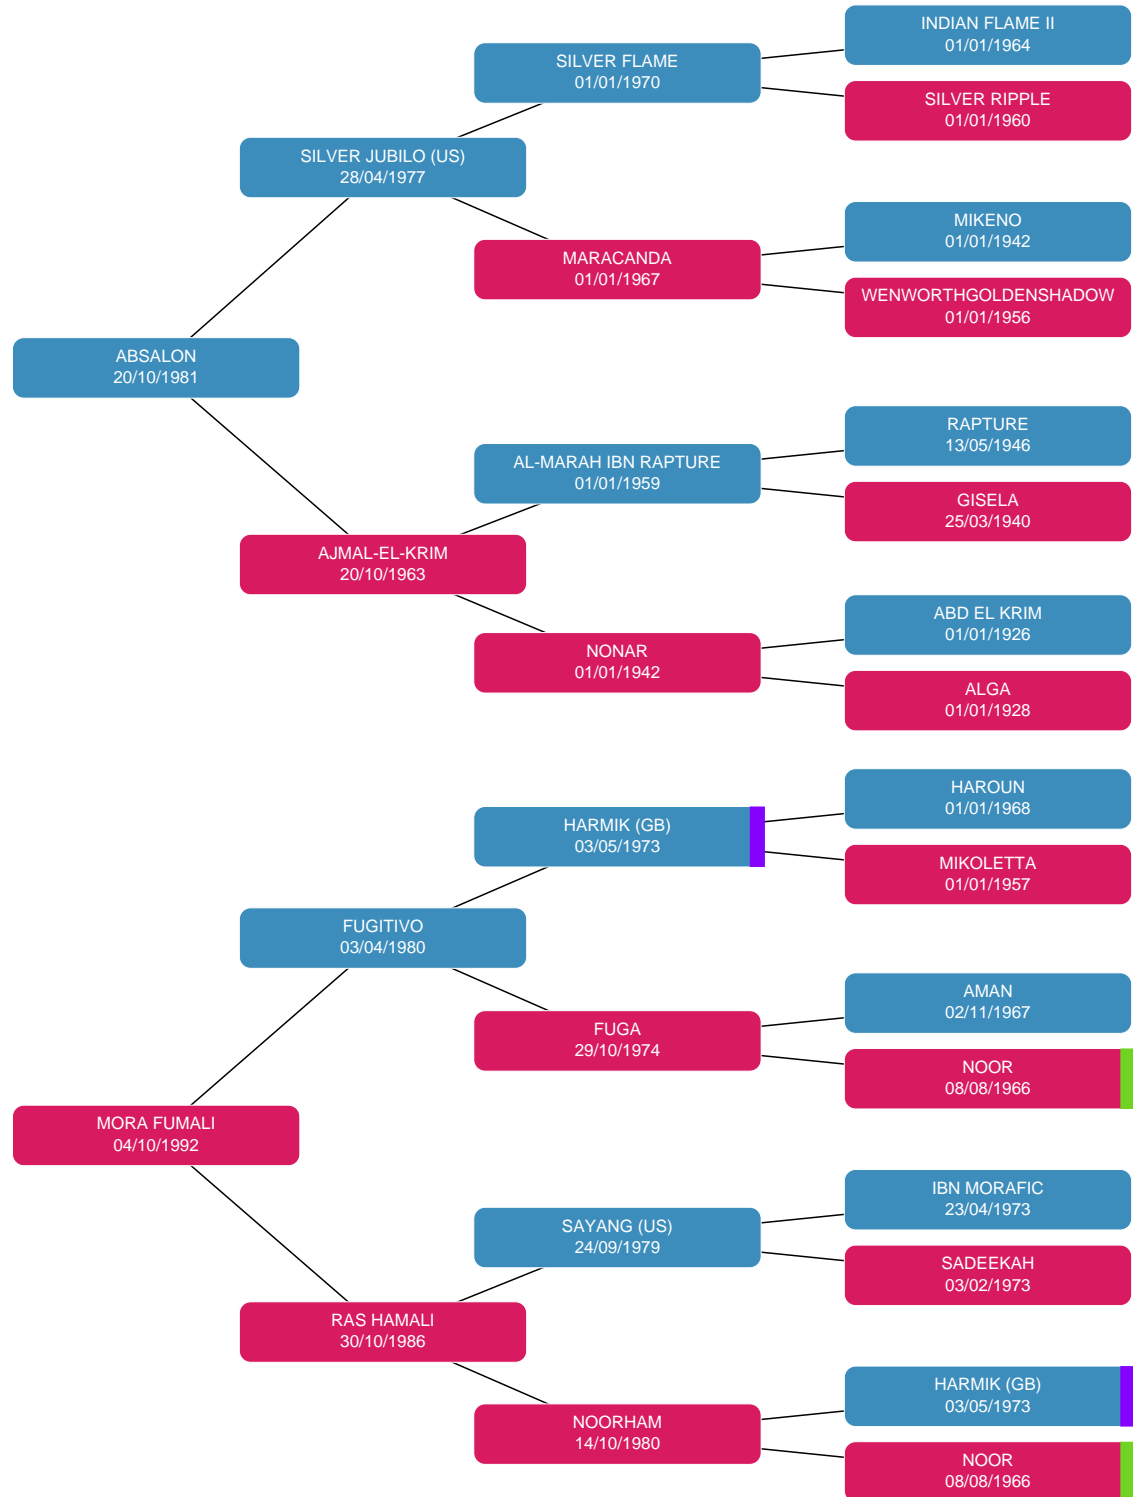 INDIAN FLAME II
01/01/1964
SILVER FLAME
01/01/1970
SILVER RIPPLE
01/01/1960
SILVER JUBILO (US)
28/04/1977
MIKENO
01/01/1942
MARACANDA
01/01/1967
WENWORTHGOLDENSHADOW
01/01/1956
ABSALON
20/10/1981
RAPTURE
13/05/1946
AL-MARAH IBN RAPTURE
01/01/1959
GISELA
25/03/1940
AJMAL-EL-KRIM
20/10/1963
ABD EL KRIM
01/01/1926
NONAR
01/01/1942
ALGA
01/01/1928
HAROUN
01/01/1968
HARMIK (GB)
03/05/1973
MIKOLETTA
01/01/1957
FUGITIVO
03/04/1980
AMAN
02/11/1967
FUGA
29/10/1974
NOOR
08/08/1966
MORA FUMALI
04/10/1992
IBN MORAFIC
23/04/1973
SAYANG (US)
24/09/1979
SADEEKAH
03/02/1973
RAS HAMALI
30/10/1986
HARMIK (GB)
03/05/1973
NOORHAM
14/10/1980
NOOR
08/08/1966